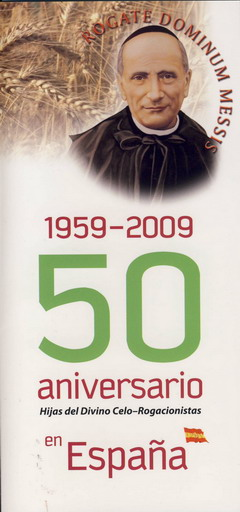 ROGATE DOMINUM MESSIS
1959-2009
50
aniversario
Hijas del Divino Celo-Rogacionistas
en España